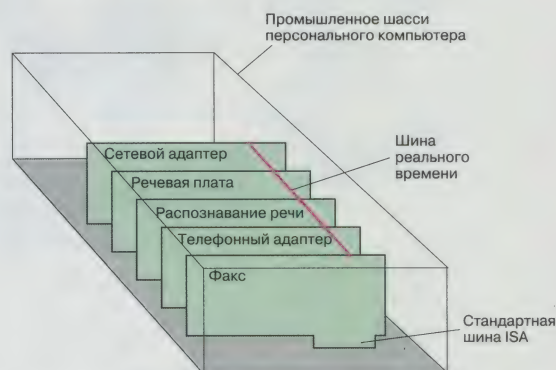 Промышленное шасси
персонального компьютера
Шина
реального
времени
Сетевой адаптер
Речевая плата
Распознавание речи
Телефонный адаптер
Факс
Стандартная
шина ISA